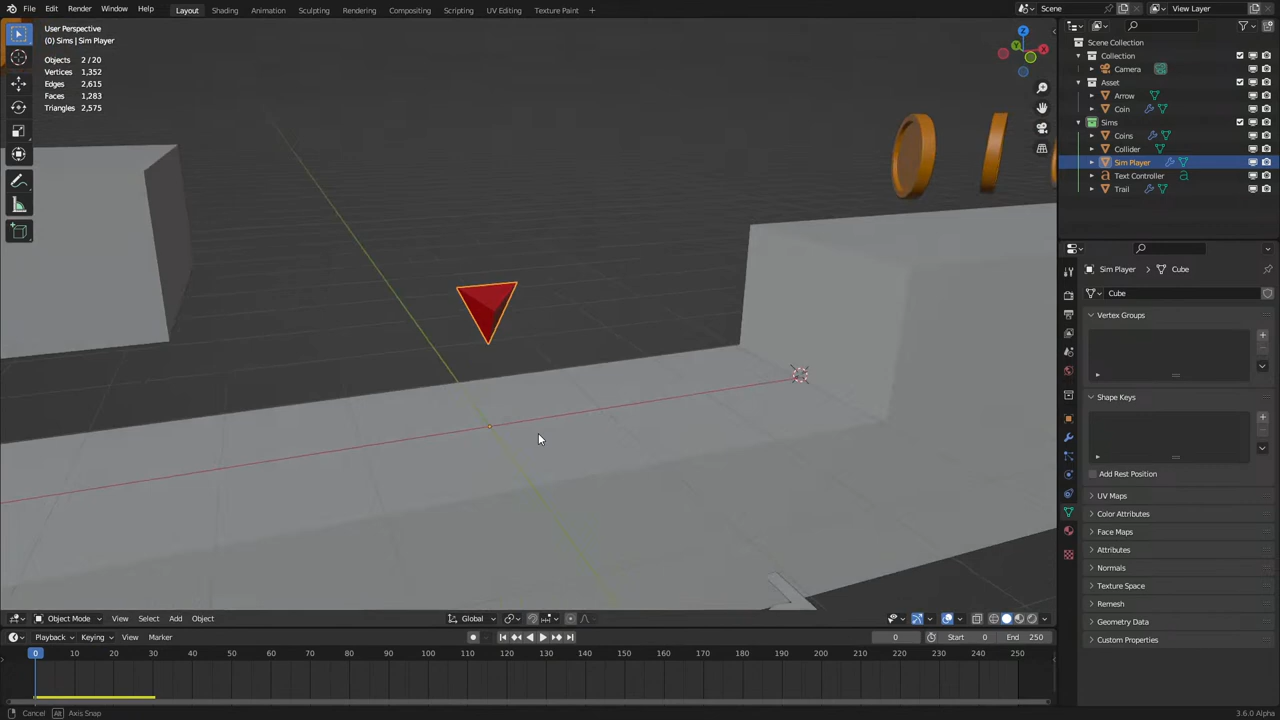 File Edit Render Window Help Layout Shading Animation Sculpting Rendering Compositing Scripting UV Editing Texture Paint + Scene View Layer
User Perspective
(0) Sims | Sim Player
Objects 2 / 20
Vertices 1,352
Edges 2,615
Faces 1,283
Triangles 2,575
Scene Collection
Collection
Camera
Asset
Arrow
Coin
Sims
Coins
Collider
Sim Player
Text Controller
Trail
Sim Player > Cube
Cube
Vertex Groups
Shape Keys
Add Rest Position
UV Maps
Color Attributes
Face Maps
Attributes
Normals
Texture Space
Remesh
Geometry Data
Custom Properties
Object Mode View Select Add Object Global
Playback Keying View Marker 0 Start 0 End 250
0 10 20 30 40 50 60 70 80 90 100 110 120 130 140 150 160 170 180 190 200 210 220 230 240 250
Cancel Alt Axis Snap 3.6.0 Alpha